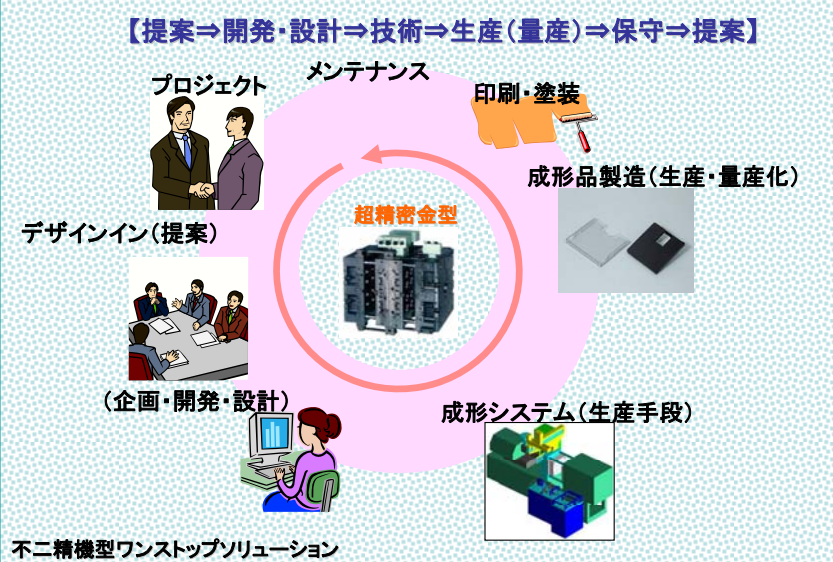 【提案⇒開発・設計⇒技術⇒生産（量産）⇒保守⇒提案】
メンテナンス
プロジェクト
印刷・塗装
成形品製造（生産・量産化）
超精密金型
デザインイン（提案）
（企画・開発・設計）
成形システム（生産手段）
不二精機型ワンストップソリューション